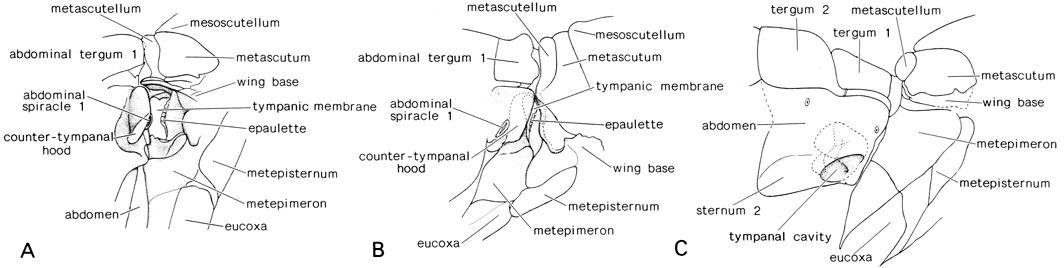 metascutellum
mesoscutellum
abdominal tergum 1
metascutum
wing base
abdominal
spiracle 1
tympanic membrane
epaulette
counter-tympanal
hood
metepisternum
metepimeron
abdomen
eucoxa
A
metascutellum
mesoscutellum
abdominal tergum 1
metascutum
tympanic membrane
abdominal
spiracle 1
epaulette
counter-tympanal
hood
wing base
metepisternum
metepimeron
eucoxa
B
tergum 2
metascutellum
tergum 1
metascutum
wing base
abdomen
metepimeron
metepisternum
sternum 2
tympanal cavity
eucoxa
C